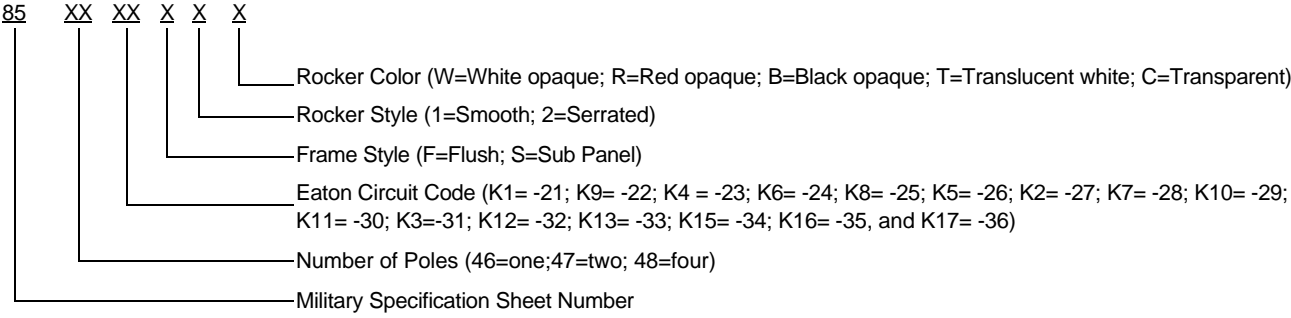 85 XX XX X X X
Rocker Color (W=White opaque; R=Red opaque; B=Black opaque; T=Translucent white; C=Transparent)
Rocker Style (1=Smooth; 2=Serrated)
Frame Style (F=Flush; S=Sub Panel)
Eaton Circuit Code (K1= -21; K9= -22; K4 = -23; K6= -24; K8= -25; K5= -26; K2= -27; K7= -28; K10= -29;
K11= -30; K3=-31; K12= -32; K13= -33; K15= -34; K16= -35, and K17= -36)
Number of Poles (46=one;47=two; 48=four)
Military Specification Sheet Number